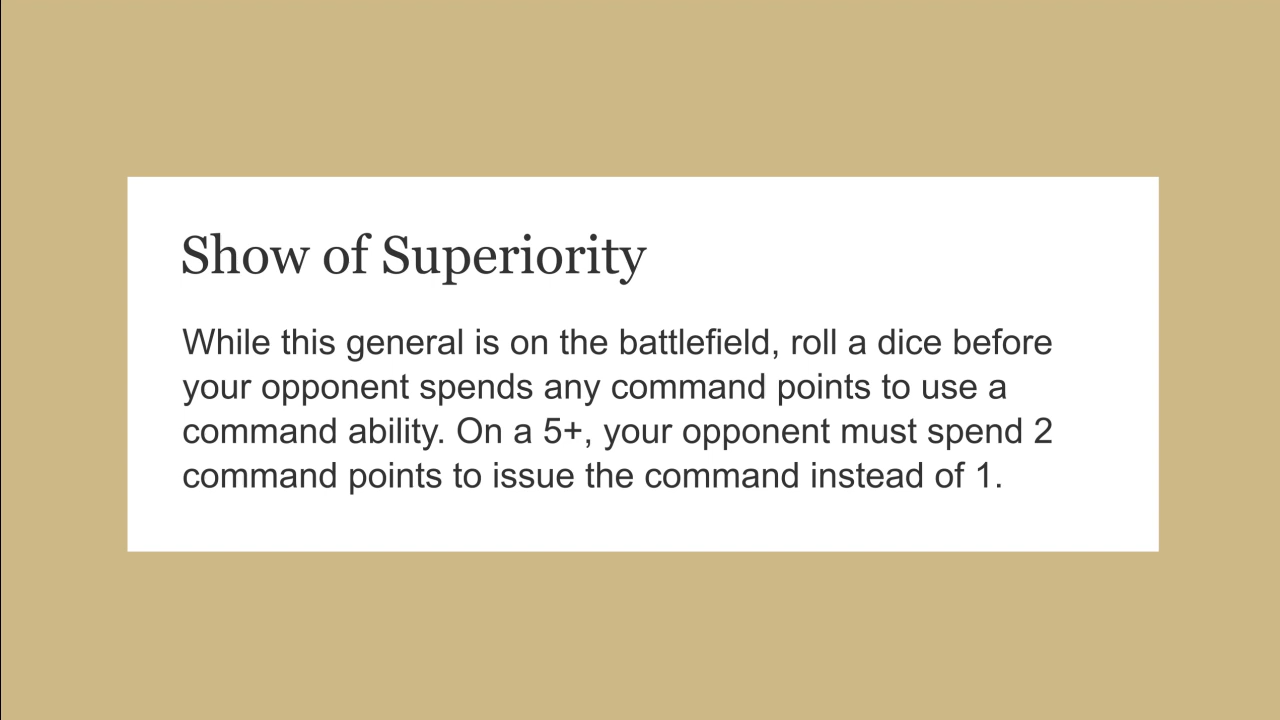 Show of Superiority
While this general is on the battlefield, roll a dice before
your opponent spends any command points to use a
command ability. On a 5+, your opponent must spend 2
command points to issue the command instead of 1.